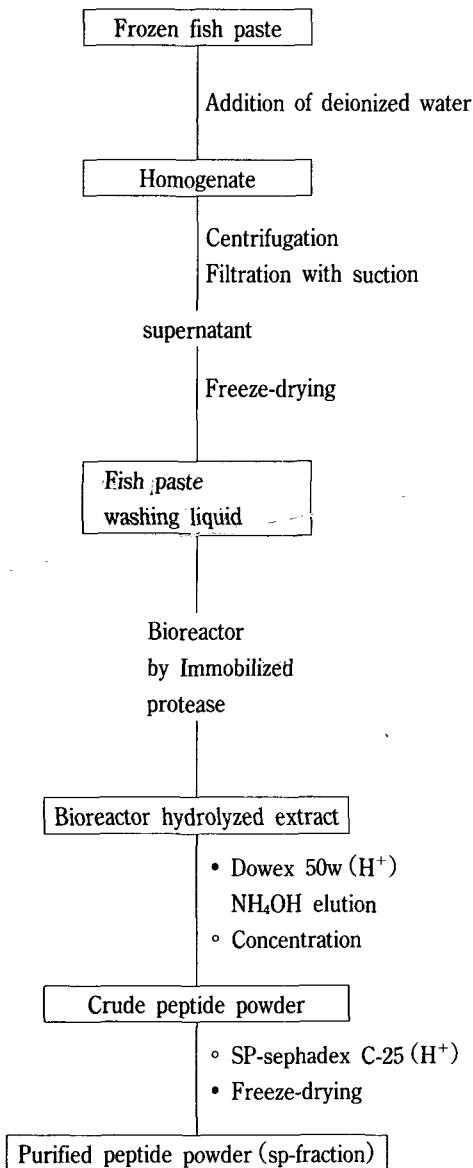 Frozen fish paste
Addition of deionized water
Homogenate
Centrifugation
Filtration with suction
supernatant
Freeze-drying
Fish paste
washing liquid
Bioreactor
by Immobilized
protease
Bioreactor hydrolyzed extract
• Dowex 50w (H⁺)
NH₄OH elution
° Concentration
Crude peptide powder
° SP-sephadex C-25 (H⁺)
• Freeze-drying
Purified peptide powder (sp-fraction)